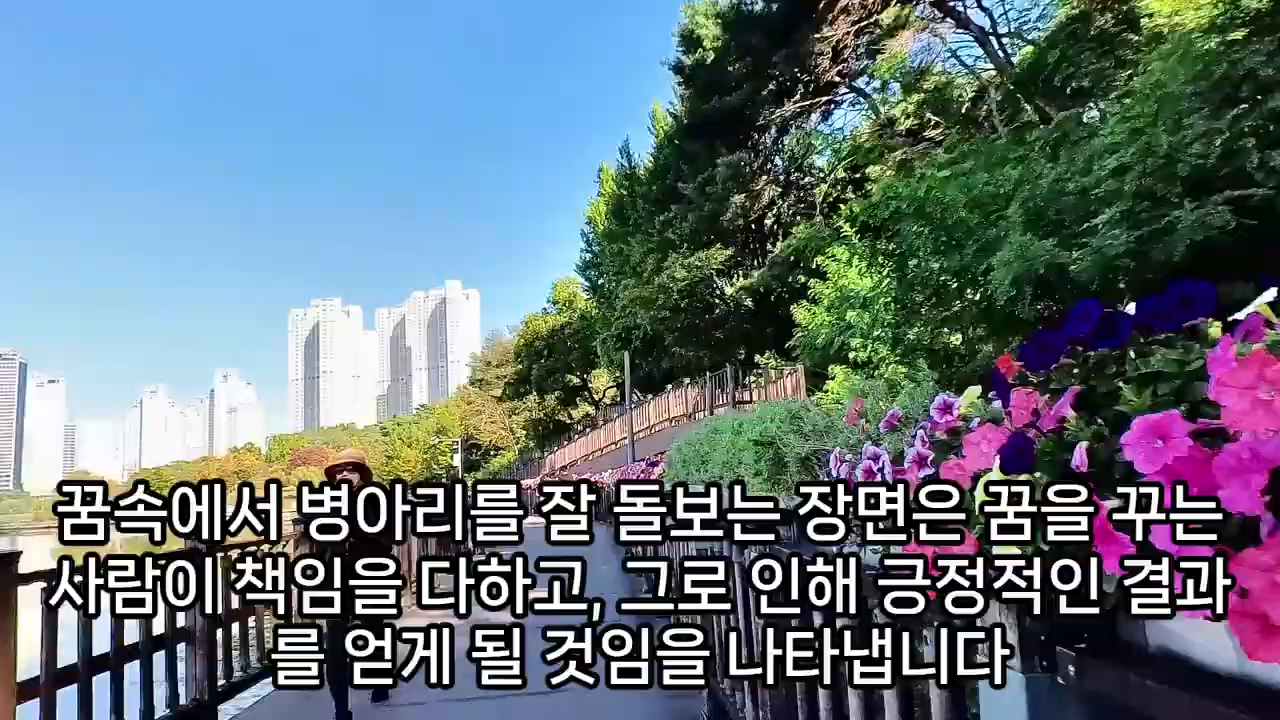 꿈속에서 병아리를 잘 돌보는 장면은 꿈을 꾸는
사람이 책임을 다하고, 그로 인해 긍정적인 결과
를 얻게 될 것임을 나타냅니다